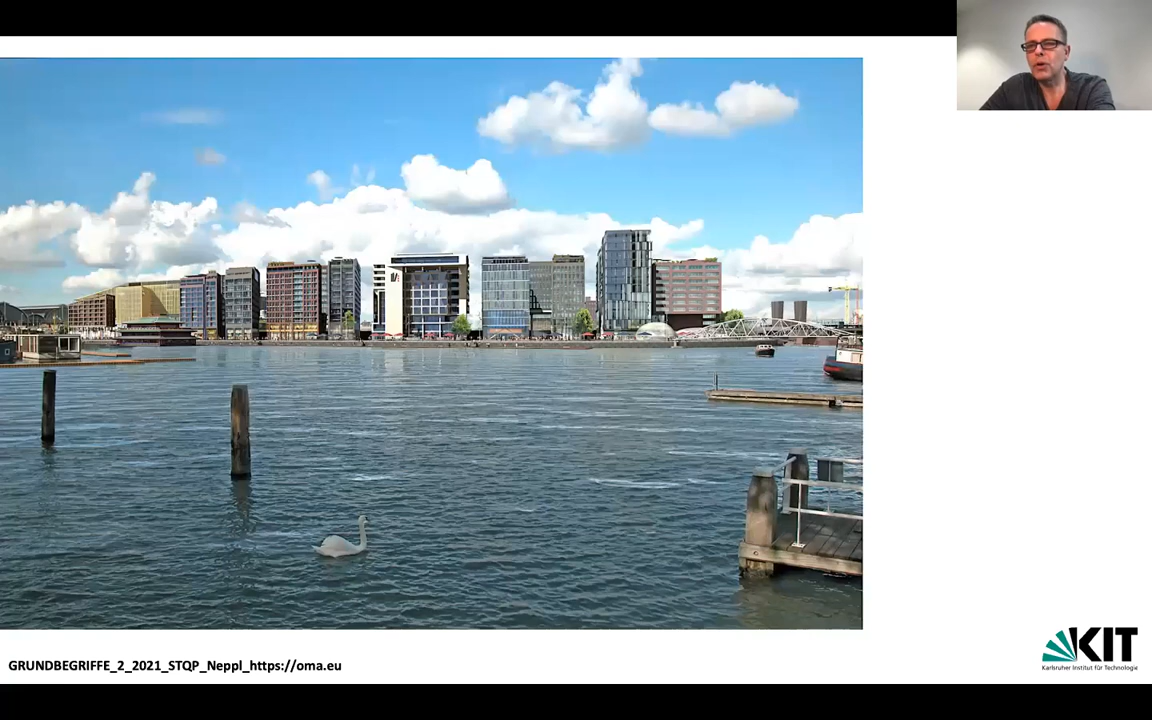 GRUNDBEGRIFFE_2_2021_STQP_Neppl_https://oma.eu
KIT
Karlsruher Institut für Technologie